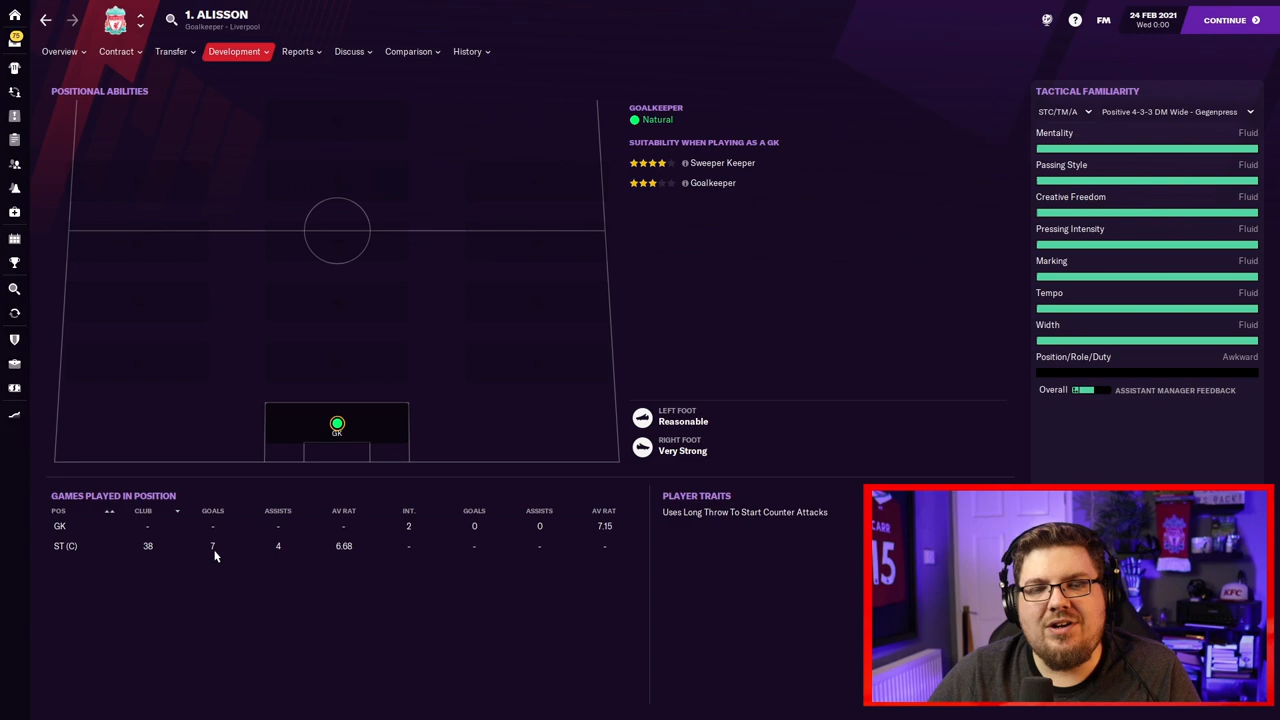 1. ALISSON
Goalkeeper - Liverpool
FM
24 FEB 2021
Wed 0:00
CONTINUE
75
Overview
Contract
Transfer
Development
Reports
Discuss
Comparison
History
POSITIONAL ABILITIES
GK
GOALKEEPER
Natural
SUITABILITY WHEN PLAYING AS A GK
Sweeper Keeper
Goalkeeper
LEFT FOOT
Reasonable
RIGHT FOOT
Very Strong
TACTICAL FAMILIARITY
STC/TM/A Positive 4-3-3 DM Wide - Gegenpress
Mentality Fluid
Passing Style Fluid
Creative Freedom Fluid
Pressing Intensity Fluid
Marking Fluid
Tempo Fluid
Width Fluid
Position/Role/Duty Awkward
Overall ASSISTANT MANAGER FEEDBACK
GAMES PLAYED IN POSITION
POS CLUB GOALS ASSISTS AV RAT INT. GOALS ASSISTS AV RAT
GK - - - - 2 0 0 7.15
ST (C) 38 7 4 6.68 - - - -
PLAYER TRAITS
Uses Long Throw To Start Counter Attacks
CARR
15
KFC